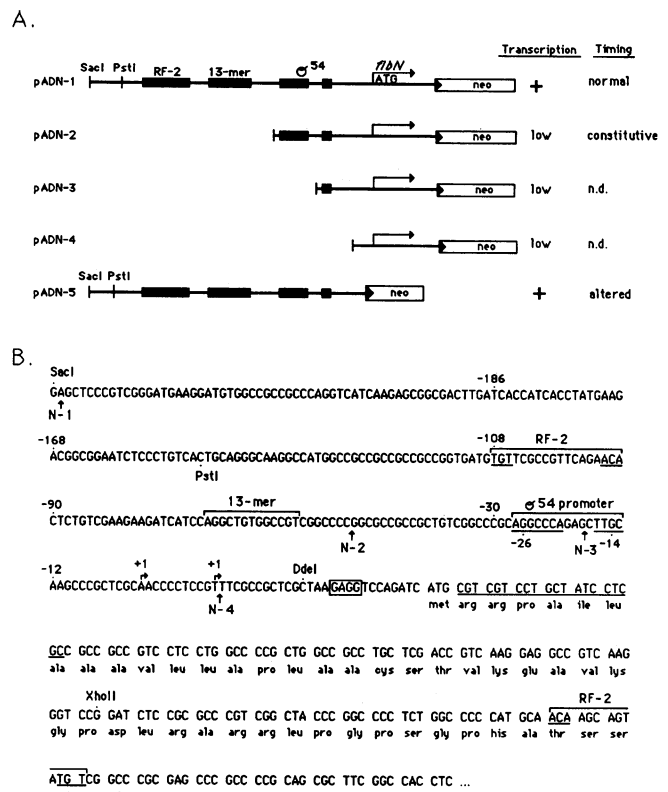 A.
Transcription Timing
SacI PstI RF-2 13-mer σ 54 flbN
pADN-1 ATG neo + normal
pADN-2 neo low constitutive
pADN-3 neo low n.d.
pADN-4 neo low n.d.
SacI PstI
pADN-5 neo + altered
B.
SacI
-186
GAGCTCCCGTCGGGATGAAGGATGTGGCCGCCGCCCAGGTCATCAAGAGCGGCGACTTGATCACCATCACCTATGAAG
N-1
-168 -108 RF-2
ACGGCGGAATCTCCCTGTCACTGCAGGGCAAGGCCATGGCCGCCGCCGCCGCCGGTGATGTGTTCGCCGTTCAGAACA
PstI
-90 13-mer -30 σ 54 promoter
CTCTGTCGAAGAAGATCATCCAGGCTGTGGCCGTCGGCCCCGGCGCCGCCGCTGTCGGCCCGCAGGCCCAGAGCTTGC
N-2 -26 N-3 -14
-12 +1 +1 DdeI
AAGCCCGCTCGCAACCCCTCCGTTTCGCCGCTCGCTAAGAGGTCCAGATC ATG CGT CGT CCT GCT ATC CTC
N-4 met arg arg pro ala ile leu
GCC GCC GCC GTC CTC CTG GCC CCG CTG GCC GCC TGC TCG ACC GTC AAG GAG GCC GTC AAG
ala ala ala val leu leu ala pro leu ala ala cys ser thr val lys glu ala val lys
XhoII RF-2
GGT CCG GAT CTC CGC GCC CGT CGG CTA CCC GGC CCC TCT GGC CCC CAT GCA ACA AGC AGT
gly pro asp leu arg ala arg arg leu pro gly pro ser gly pro his ala thr ser ser
ATG TCG GCC CGC GAG CCC GCC CCG CAG CGC TTC GGC CAC CTC ...